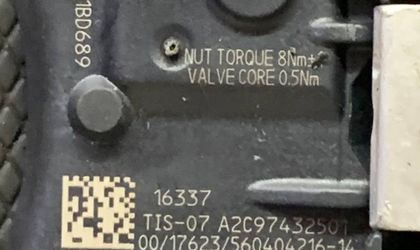 1BD689
NUT TORQUE 8Nm±
VALVE CORE 0.5Nm
16337
TIS-07 A2C97432501
00/17623/560404216-14